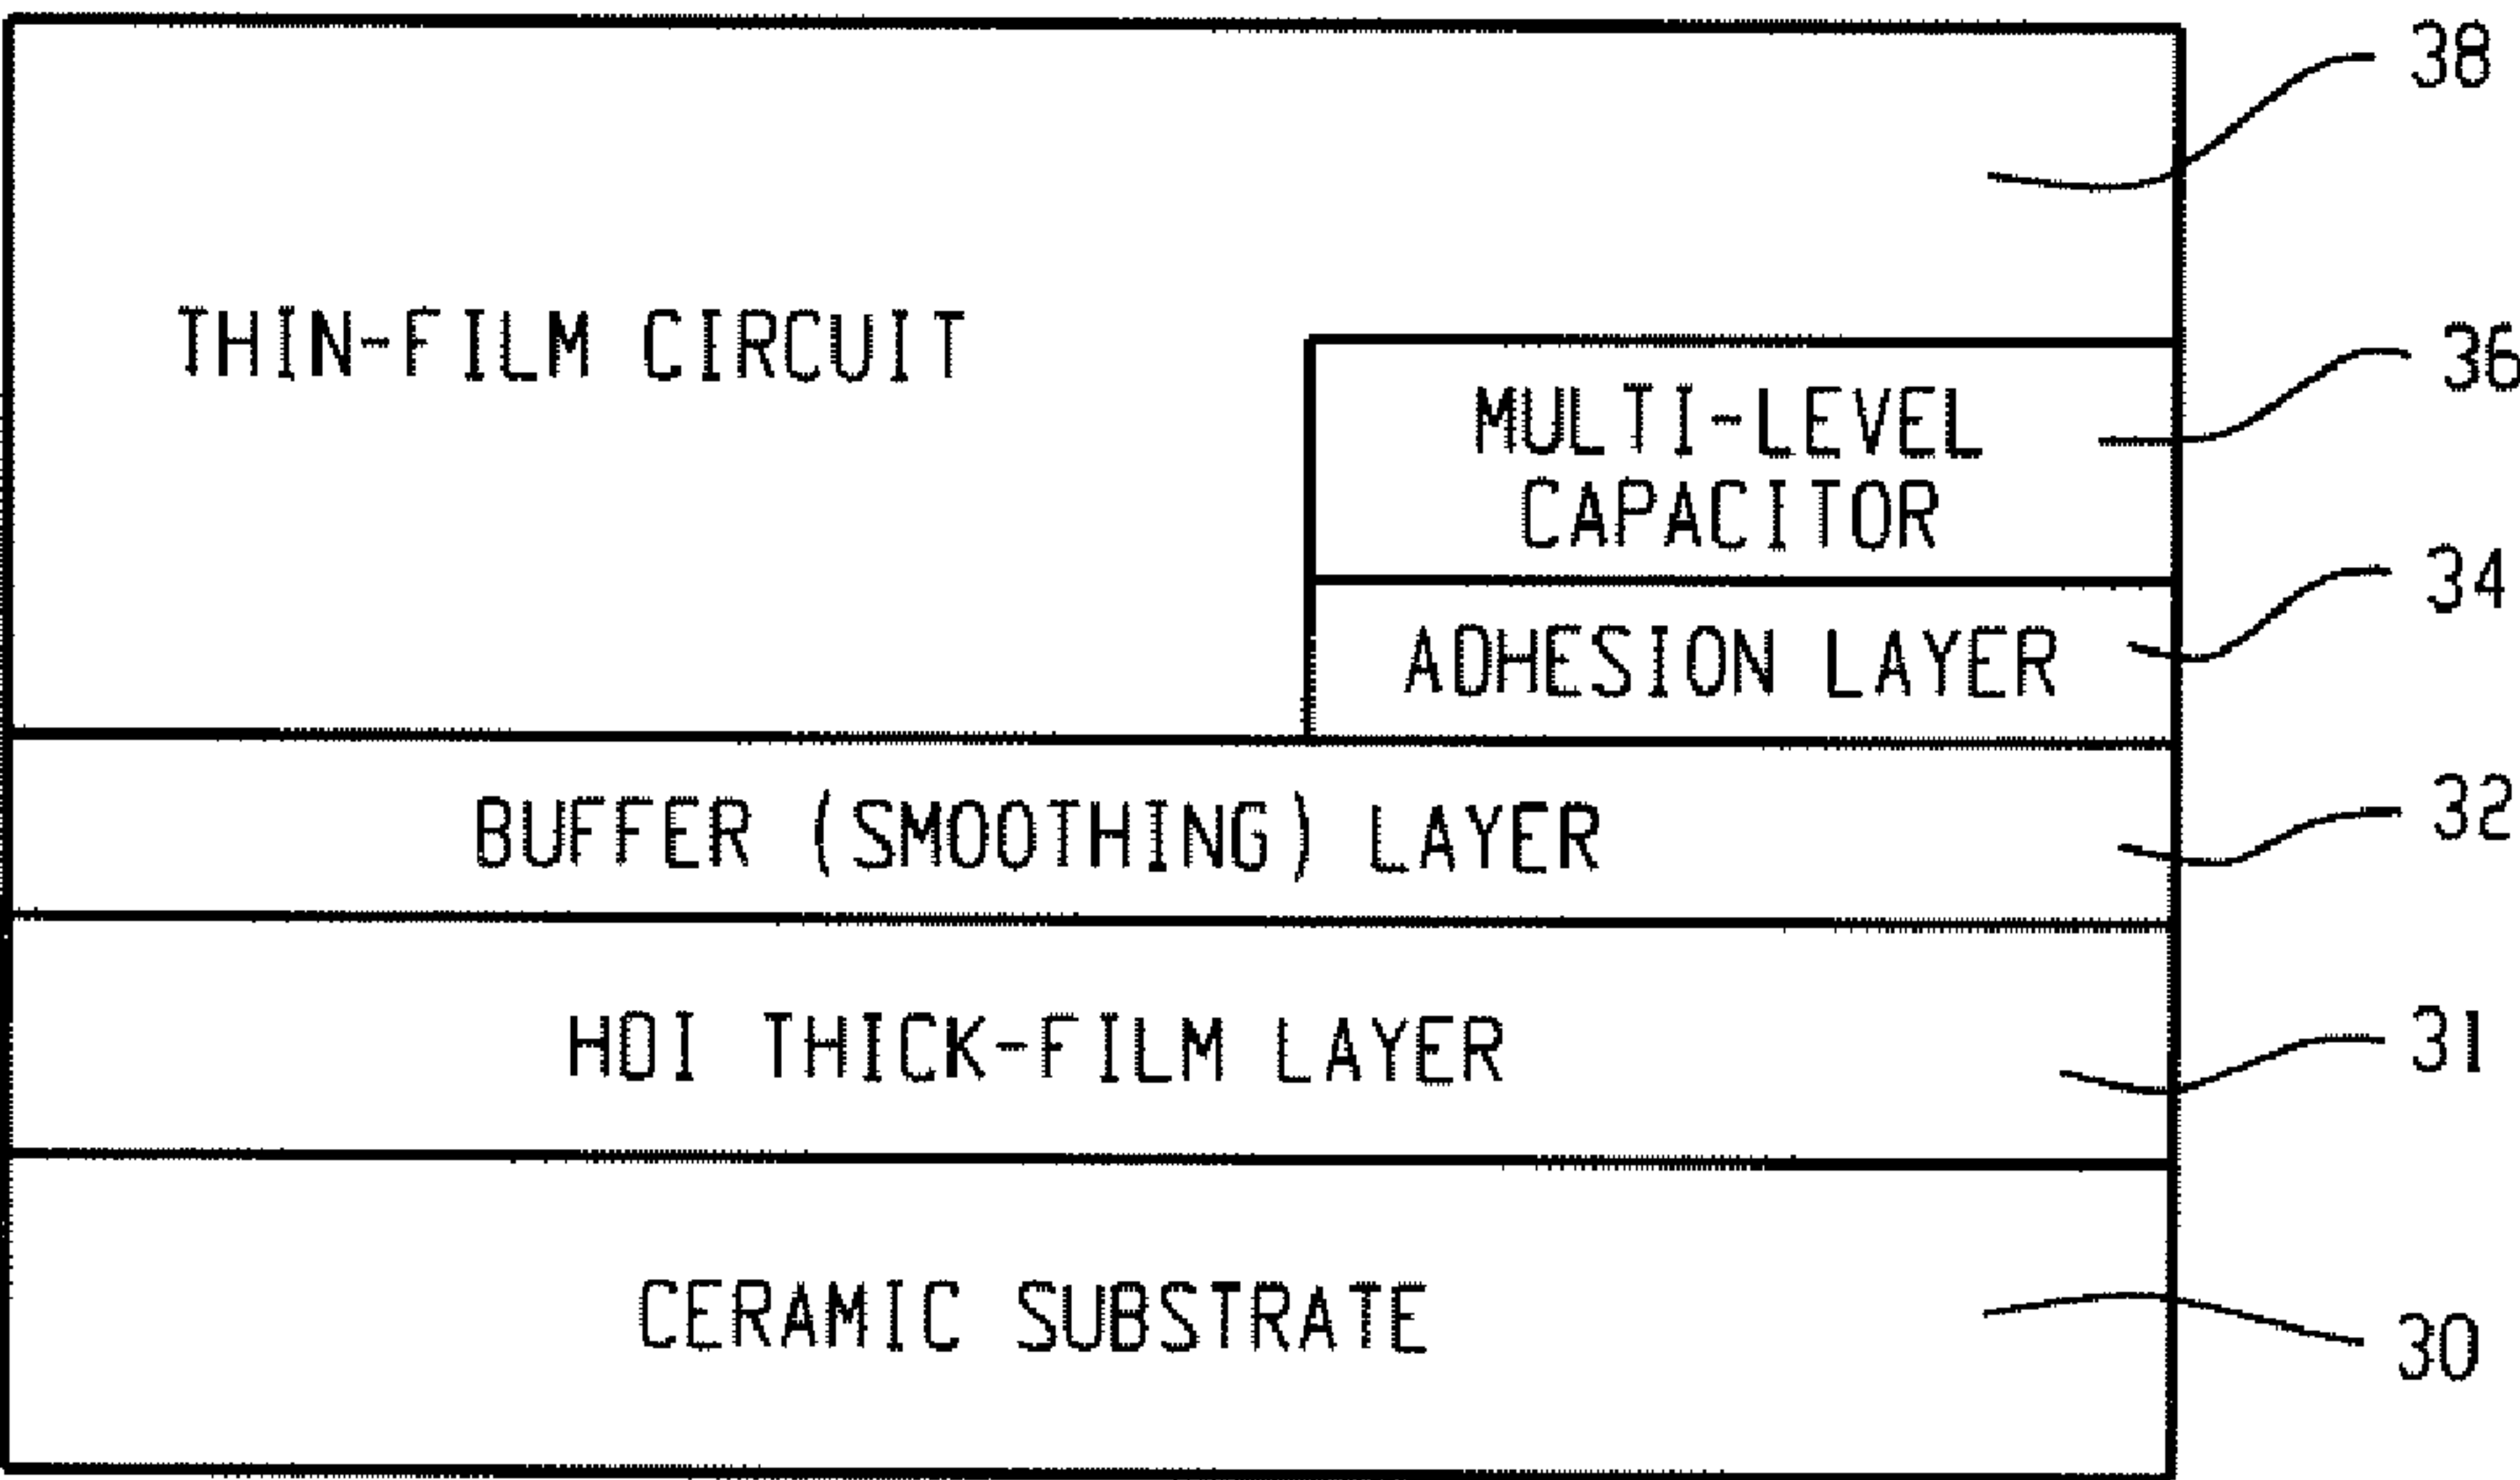 38
THIN-FILM CIRCUIT
36
MULTI-LEVEL
CAPACITOR
34
ADHESION LAYER
BUFFER (SMOOTHING) LAYER
32
HDI THICK-FILM LAYER
31
CERAMIC SUBSTRATE
30